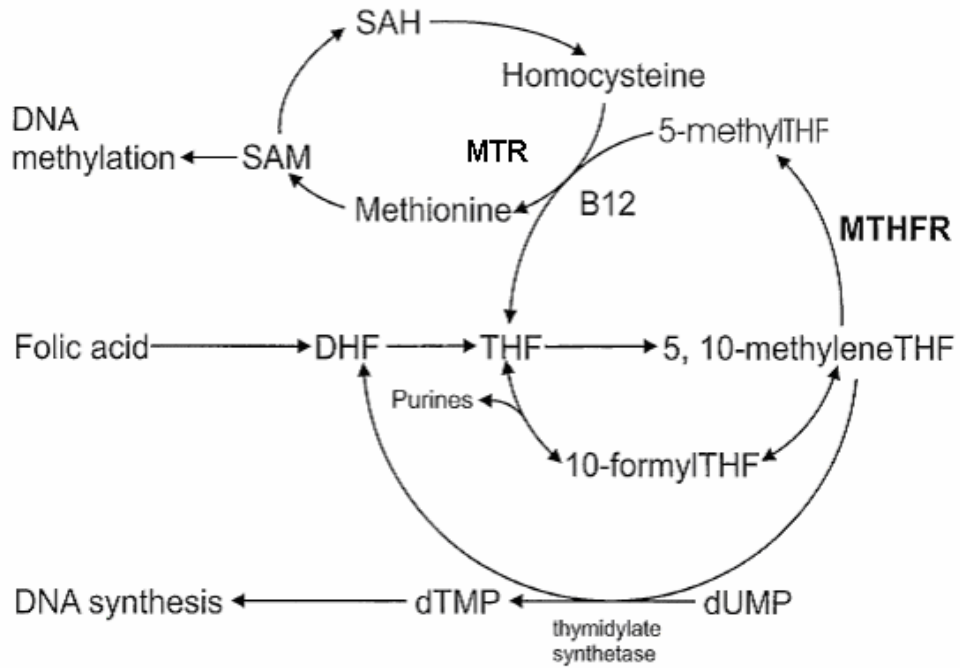 SAH
Homocysteine
5-methylTHF
DNA
methylation
SAM
MTR
Methionine
B12
MTHFR
Folic acid
DHF
THF
5, 10-methyleneTHF
Purines
10-formylTHF
DNA synthesis
dTMP
dUMP
thymidylate
synthetase